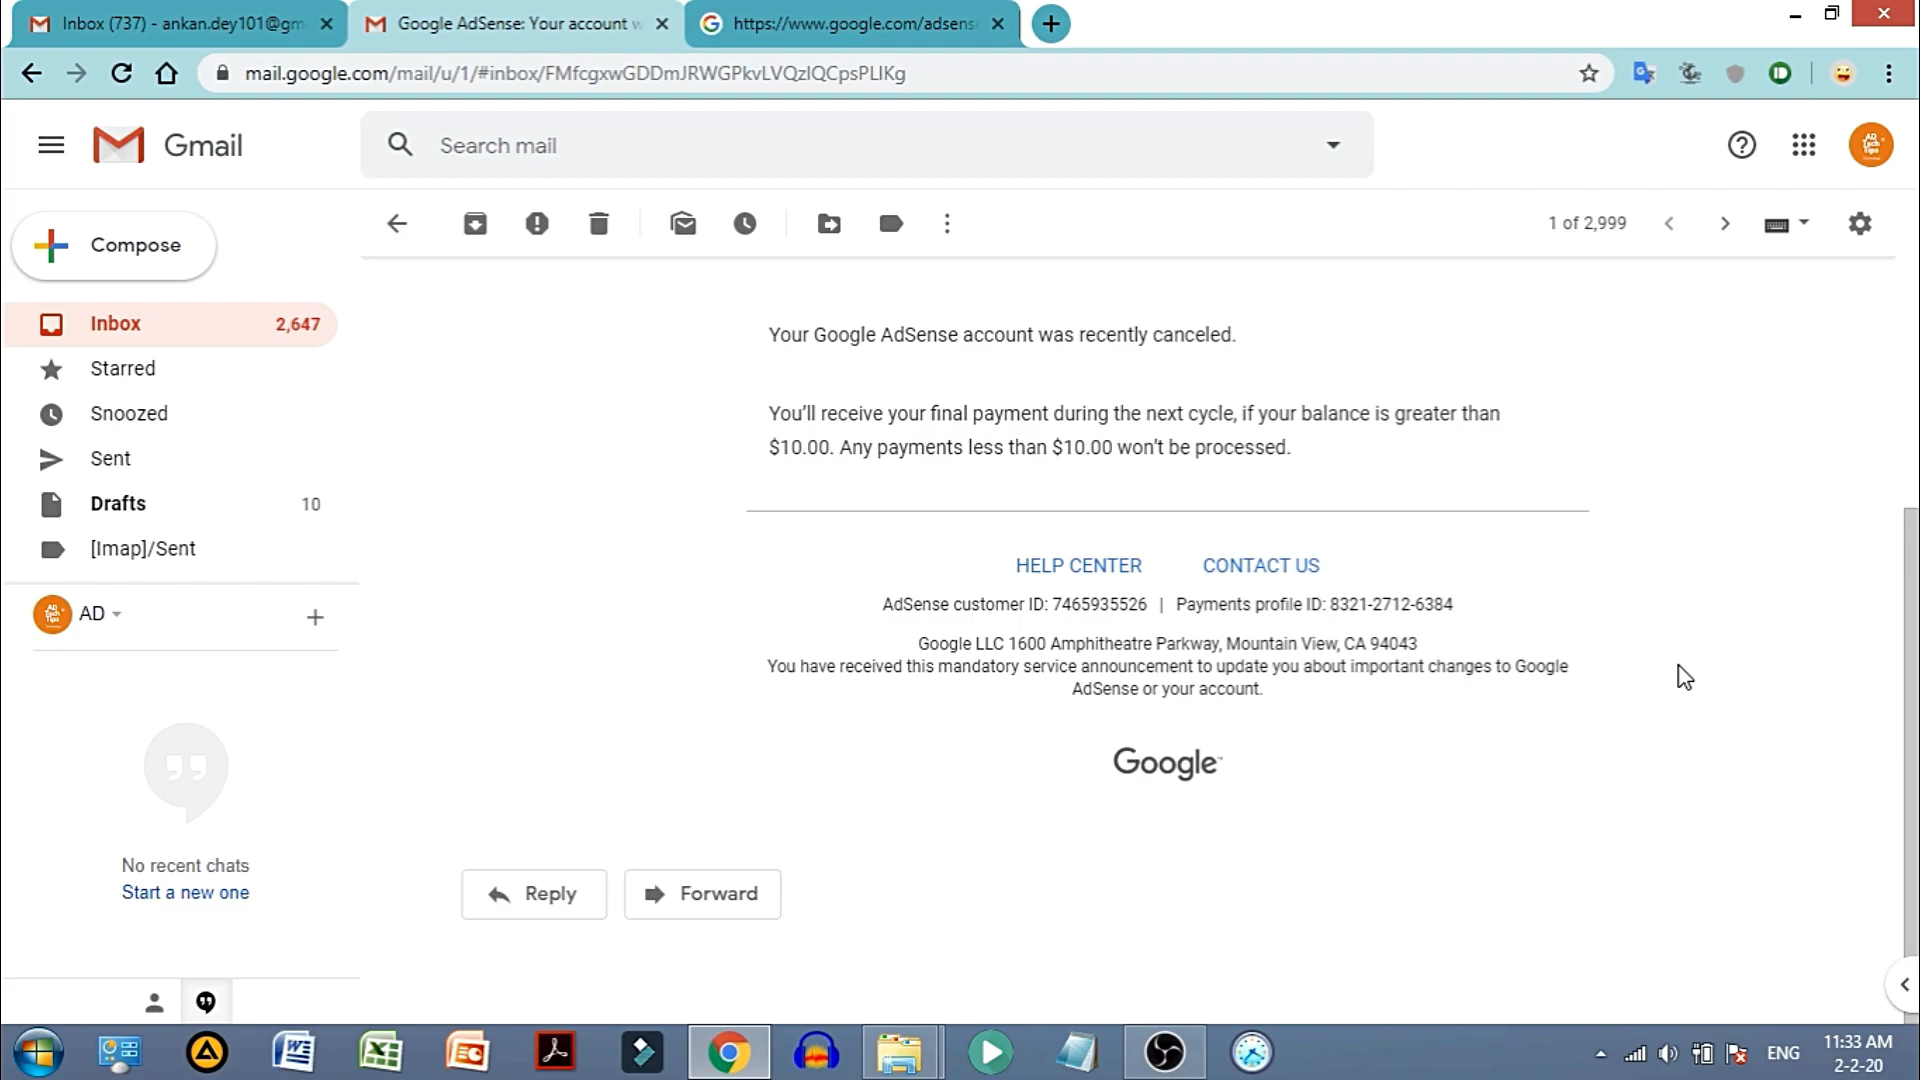 Inbox (737) - ankan.dey101@gm
Google AdSense: Your account w
https://www.google.com/adsens
mail.google.com/mail/u/1/#inbox/FMfcgxwGDDmJRWGPkvLVQzlQCpsPLlKg
Gmail
Search mail
1 of 2,999
Compose
Inbox 2,647
Starred
Snoozed
Sent
Drafts 10
[Imap]/Sent
AD
No recent chats
Start a new one
Your Google AdSense account was recently canceled.
You’ll receive your final payment during the next cycle, if your balance is greater than
$10.00. Any payments less than $10.00 won’t be processed.
HELP CENTER CONTACT US
AdSense customer ID: 7465935526 | Payments profile ID: 8321-2712-6384
Google LLC 1600 Amphitheatre Parkway, Mountain View, CA 94043
You have received this mandatory service announcement to update you about important changes to Google
AdSense or your account.
Google
Reply
Forward
ENG
11:33 AM
2-2-20